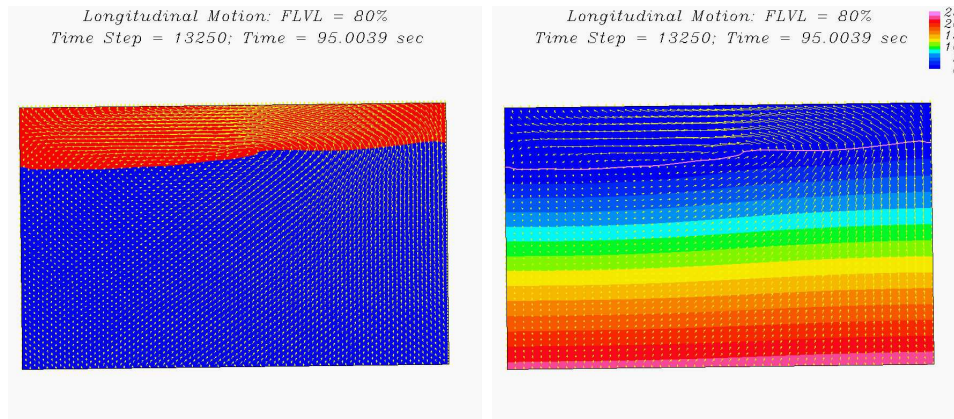 Longitudinal Motion: FLVL = 80%
Time Step = 13250; Time = 95.0039 sec
Longitudinal Motion: FLVL = 80%
Time Step = 13250; Time = 95.0039 sec